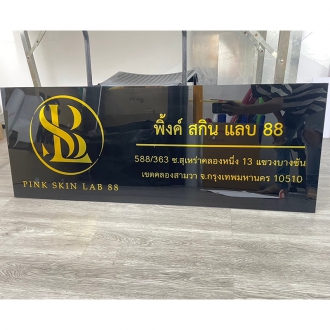 SLB
PINK SKIN LAB 88
พิ้งค์ สกิน แลบ 88
588/363 ซ.สุเหร่าคลองหนึ่ง 13 แขวงบางชัน
เขตคลองสามวา จ.กรุงเทพมหานคร 10510